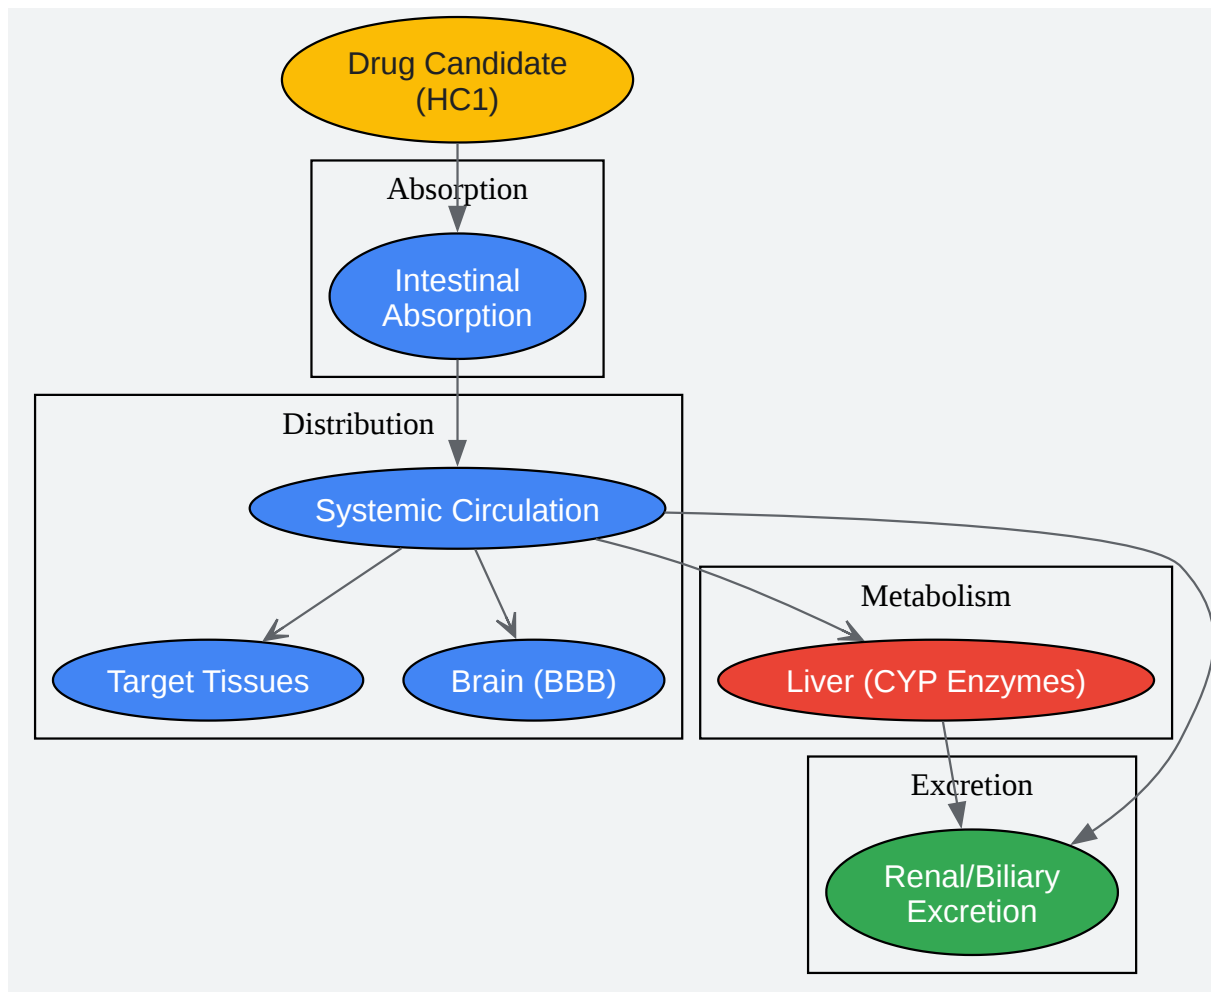 Drug Candidate
(HC1)
Absorption
Intestinal
Absorption
Distribution
Systemic Circulation
Metabolism
Target Tissues
Brain (BBB)
Liver (CYP Enzymes)
Excretion
Renal/Biliary
Excretion